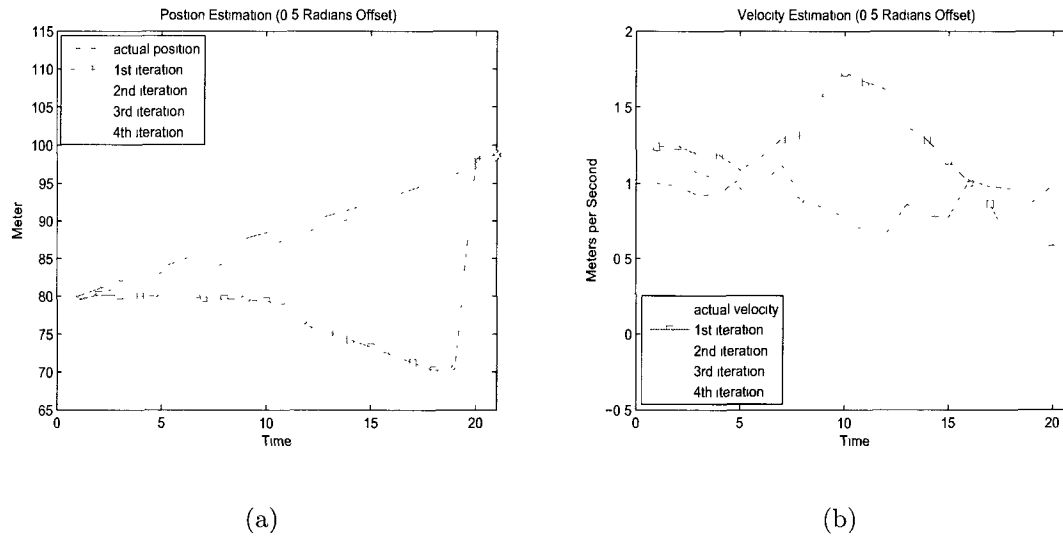 Postion Estimation (0 5 Radians Offset)
115
110
105
100
95
90
85
80
75
70
65
Meter
actual position
1st iteration
2nd iteration
3rd iteration
4th iteration
0
5
10
15
20
Time
(a)
Velocity Estimation (0 5 Radians Offset)
2
1 5
1
0 5
0
−0 5
Meters per Second
actual velocity
1st iteration
2nd iteration
3rd iteration
4th iteration
0
5
10
15
20
Time
(b)